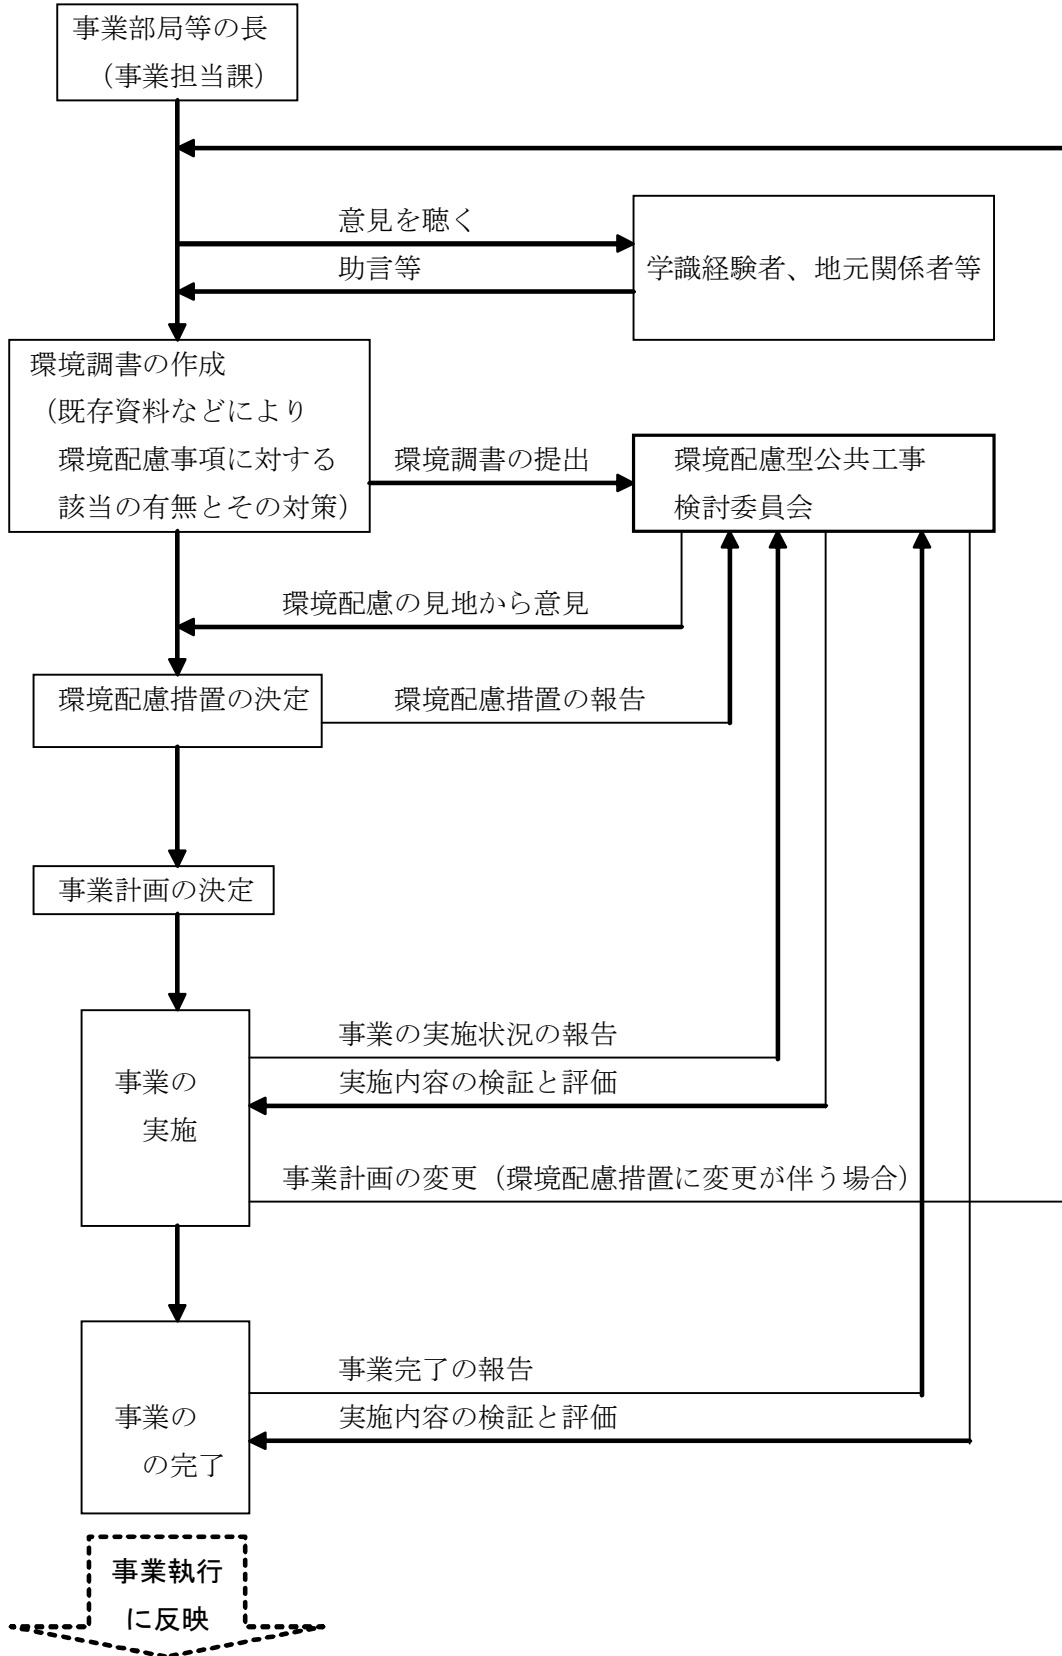 事業部局等の長
（事業担当課）
意見を聴く
助言等
学識経験者、地元関係者等
環境調書の作成
（既存資料などにより
環境配慮事項に対する
該当の有無とその対策）
環境調書の提出
環境配慮型公共工事
検討委員会
環境配慮の見地から意見
環境配慮措置の決定
環境配慮措置の報告
事業計画の決定
事業の
実施
事業の実施状況の報告
実施内容の検証と評価
事業計画の変更（環境配慮措置に変更が伴う場合）
事業の
の完了
事業完了の報告
実施内容の検証と評価
事業執行
に反映